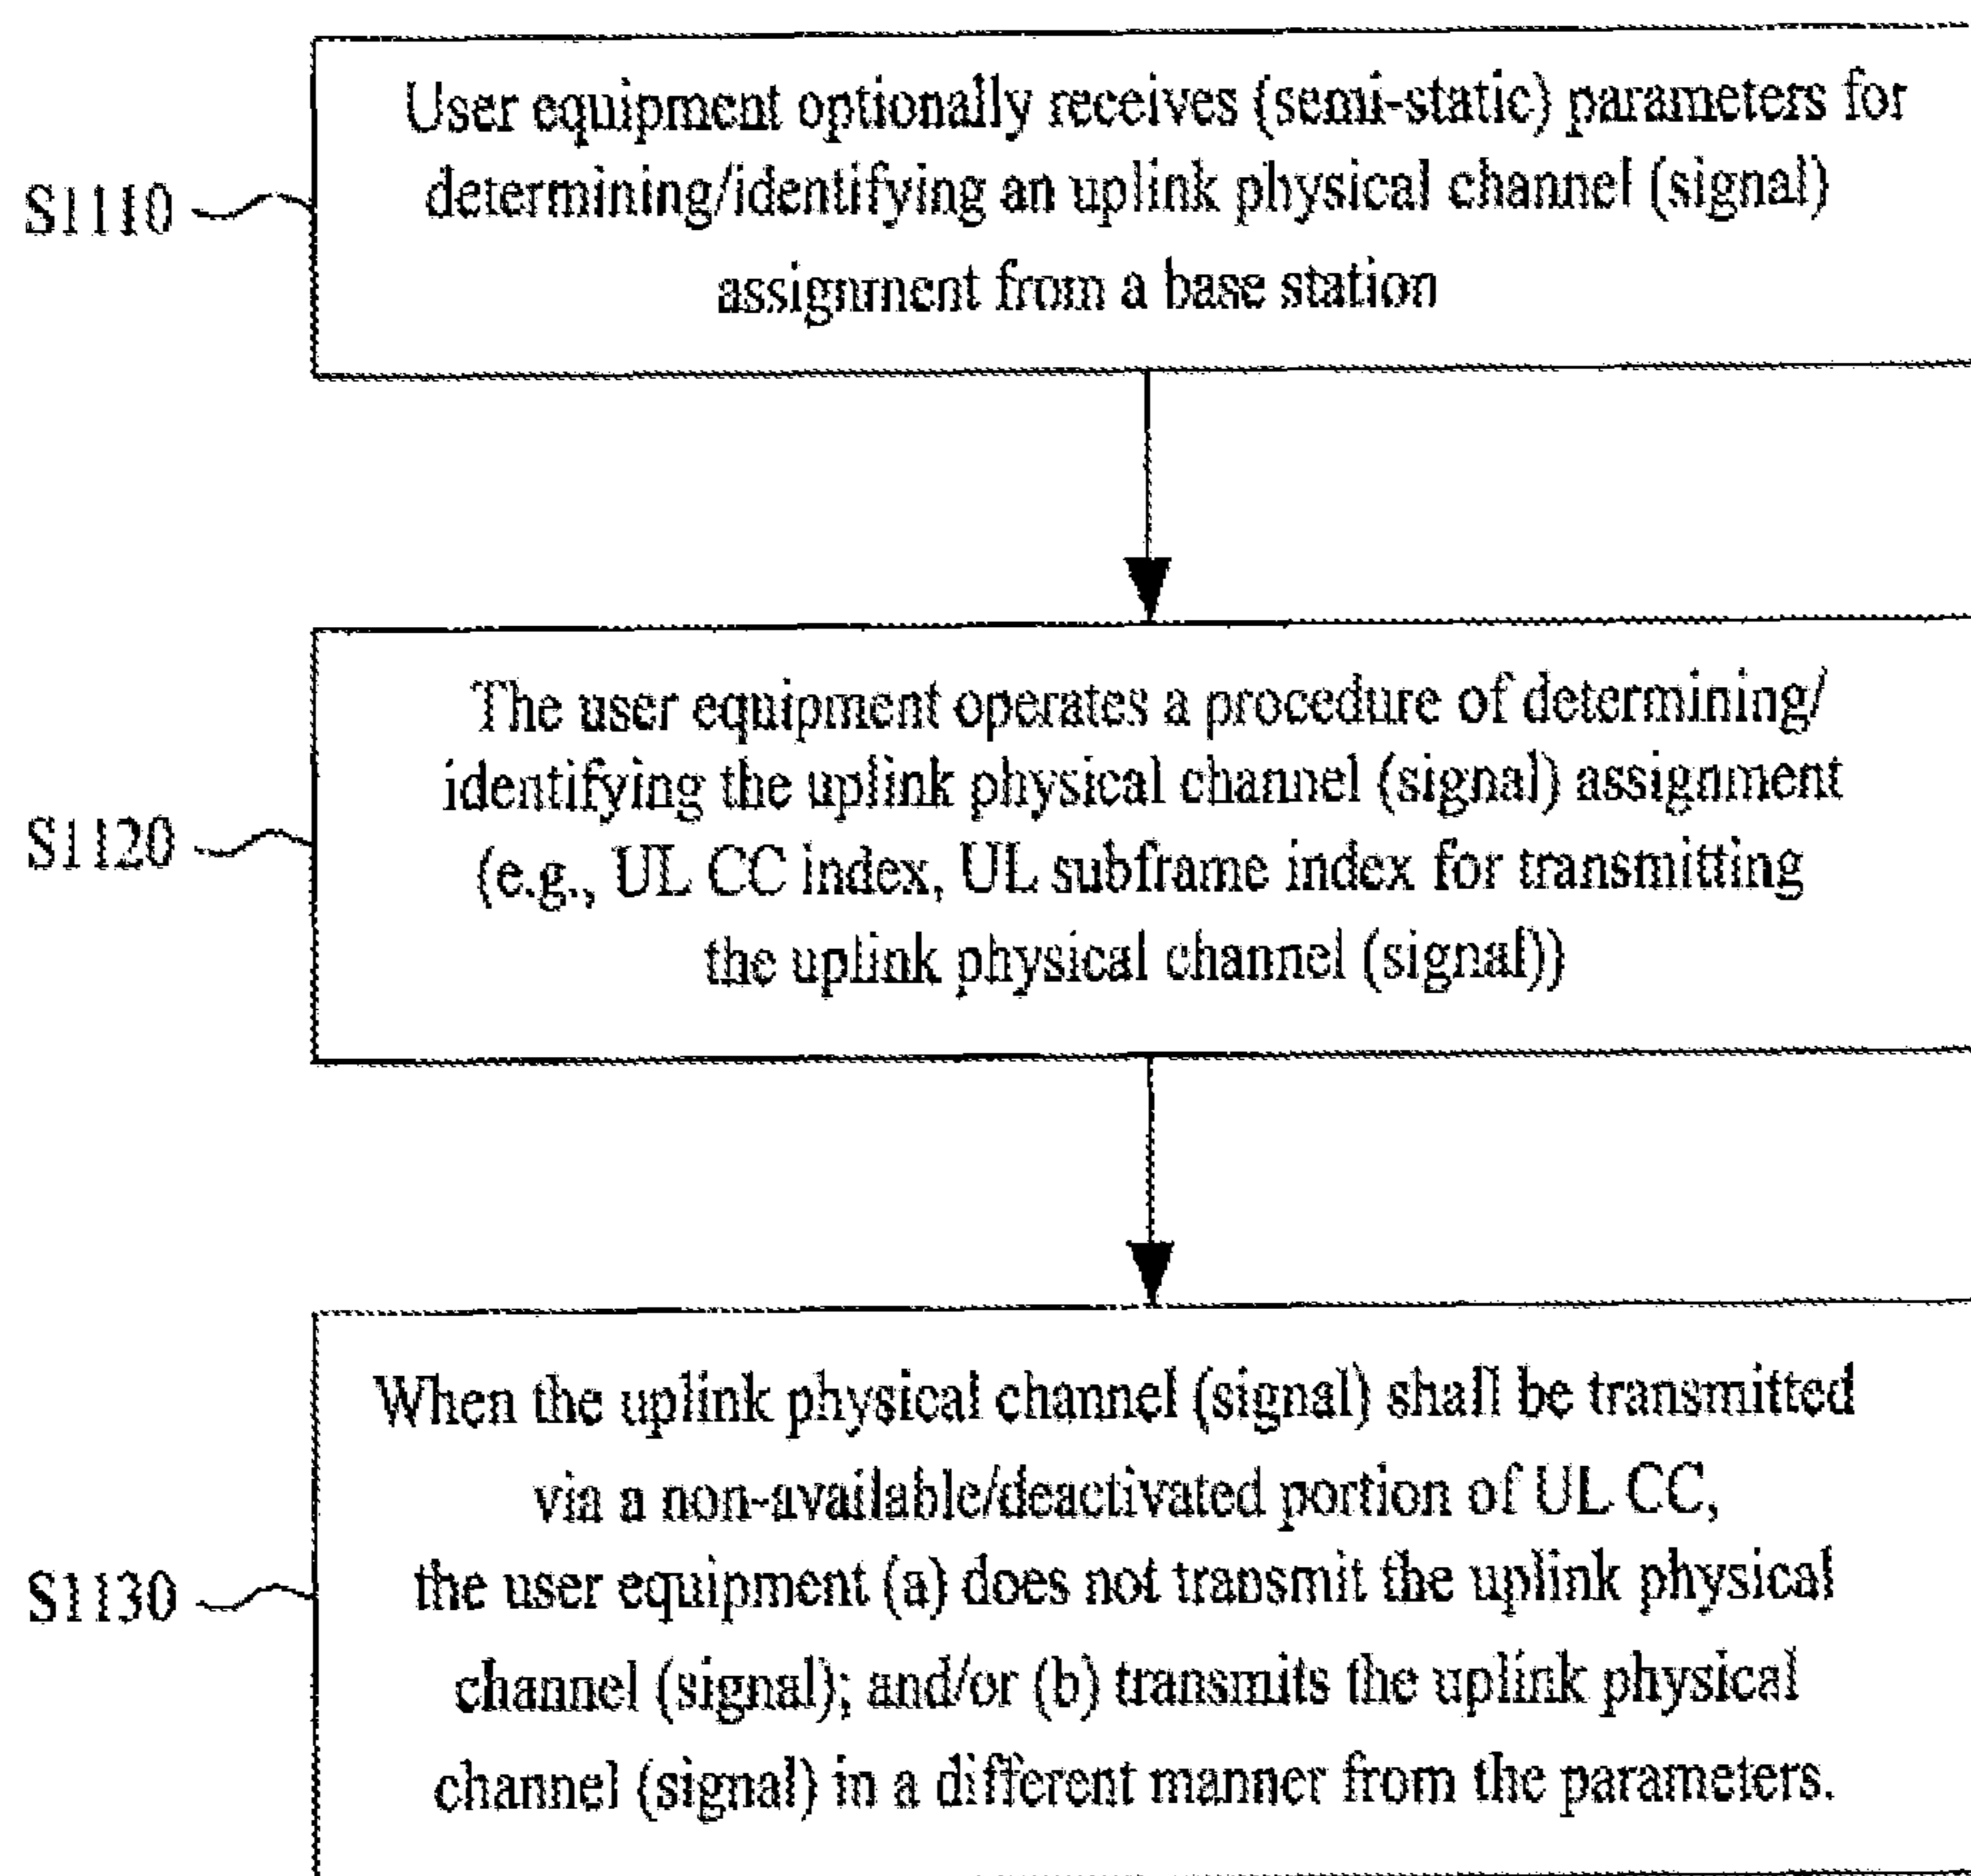 User equipment optionally receives (semi-static) parameters for
determining/identifying an uplink physical channel (signal)
assignment from a base station
S1110
The user equipment operates a procedure of determining/
identifying the uplink physical channel (signal) assignment
(e.g., UL CC index, UL subframe index for transmitting
the uplink physical channel (signal))
S1120
When the uplink physical channel (signal) shall be transmitted
via a non-available/deactivated portion of UL CC,
the user equipment (a) does not transmit the uplink physical
channel (signal); and/or (b) transmits the uplink physical
channel (signal) in a different manner from the parameters.
S1130